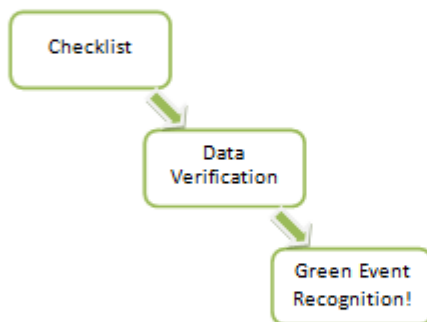 Checklist
Data
Verification
Green Event
Recognition!